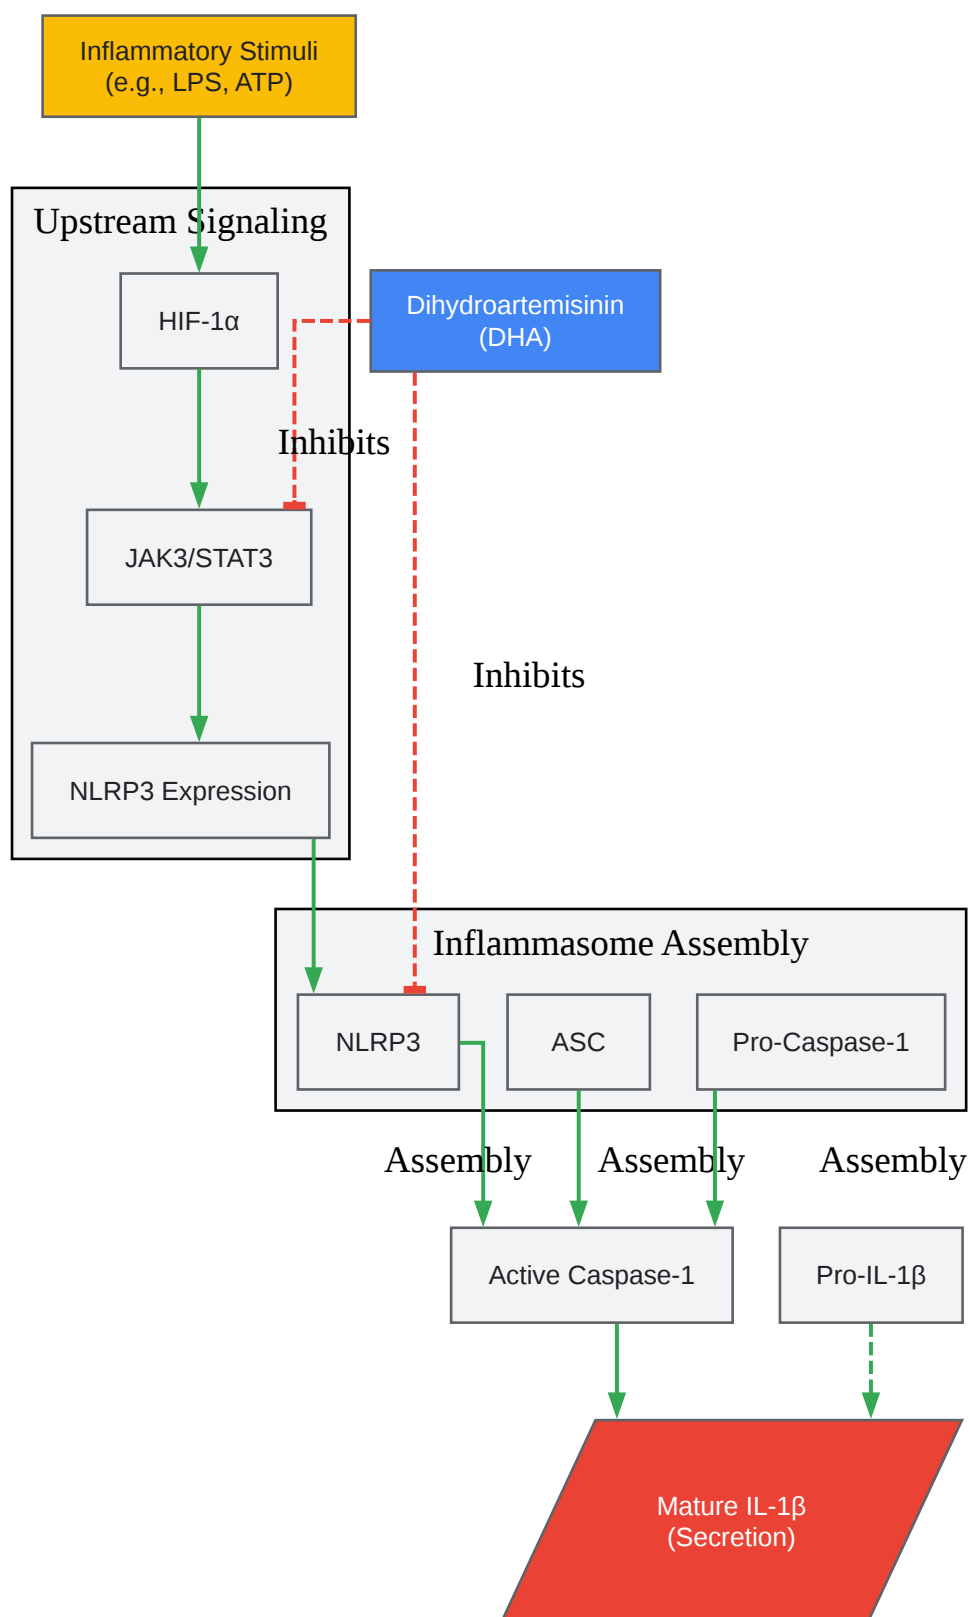 Inflammatory Stimuli
(e.g., LPS, ATP)
Upstream Signaling
HIF-1α
Dihydroartemisinin
(DHA)
Inhibits
JAK3/STAT3
Inhibits
NLRP3 Expression
Inflammasome Assembly
NLRP3
ASC
Pro-Caspase-1
Assembly
Assembly
Assembly
Active Caspase-1
Pro-IL-1β
Mature IL-1β
(Secretion)